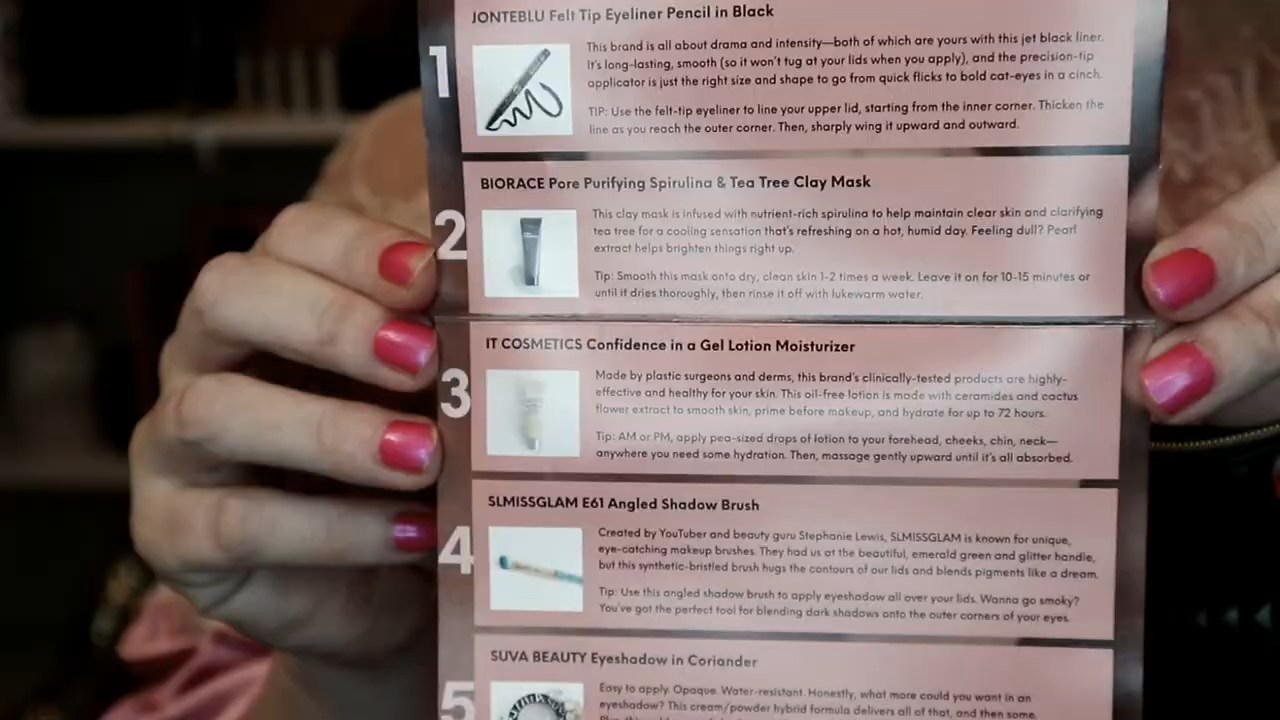 JONTEBLU Felt Tip Eyeliner Pencil in Black
1
This brand is all about drama and intensity—both of which are yours with this jet black liner.
It's long-lasting, smooth (so it won't tug at your lids when you apply), and the precision-tip
applicator is just the right size and shape to go from quick flicks to bold cat-eyes in a cinch.
TIP: Use the felt-tip eyeliner to line your upper lid, starting from the inner corner. Thicken the
line as you reach the outer corner. Then, sharply wing it upward and outward.
BIORACE Pore Purifying Spirulina & Tea Tree Clay Mask
2
This clay mask is infused with nutrient-rich spirulina to help maintain clear skin and clarifying
tea tree for a cooling sensation that's refreshing on a hot, humid day. Feeling dull? Pearl
extract helps brighten things right up.
Tip: Smooth this mask onto dry, clean skin 1-2 times a week. Leave it on for 10-15 minutes or
until it dries thoroughly, then rinse it off with lukewarm water.
IT COSMETICS Confidence in a Gel Lotion Moisturizer
3
Made by plastic surgeons and derms, this brand's clinically-tested products are highly-
effective and healthy for your skin. This oil-free lotion is made with ceramides and cactus
flower extract to smooth skin, prime before makeup, and hydrate for up to 72 hours.
Tip: AM or PM, apply pea-sized drops of lotion to your forehead, cheeks, chin, neck—
anywhere you need some hydration. Then, massage gently upward until it's all absorbed.
SLMISSGLAM E61 Angled Shadow Brush
4
Created by YouTuber and beauty guru Stephanie Lewis, SLMISSGLAM is known for unique,
eye-catching makeup brushes. They had us at the beautiful, emerald green and glitter handle,
but this synthetic-bristled brush hugs the contours of our lids and blends pigments like a dream.
Tip: Use this angled shadow brush to apply eyeshadow all over your lids. Wanna go smoky?
You've got the perfect tool for blending dark shadows onto the outer corners of your eyes.
SUVA BEAUTY Eyeshadow in Coriander
5
Easy to apply. Opaque. Water-resistant. Honestly, what more could you want in an
eyeshadow? This cream/powder hybrid formula delivers all of that, and then some.